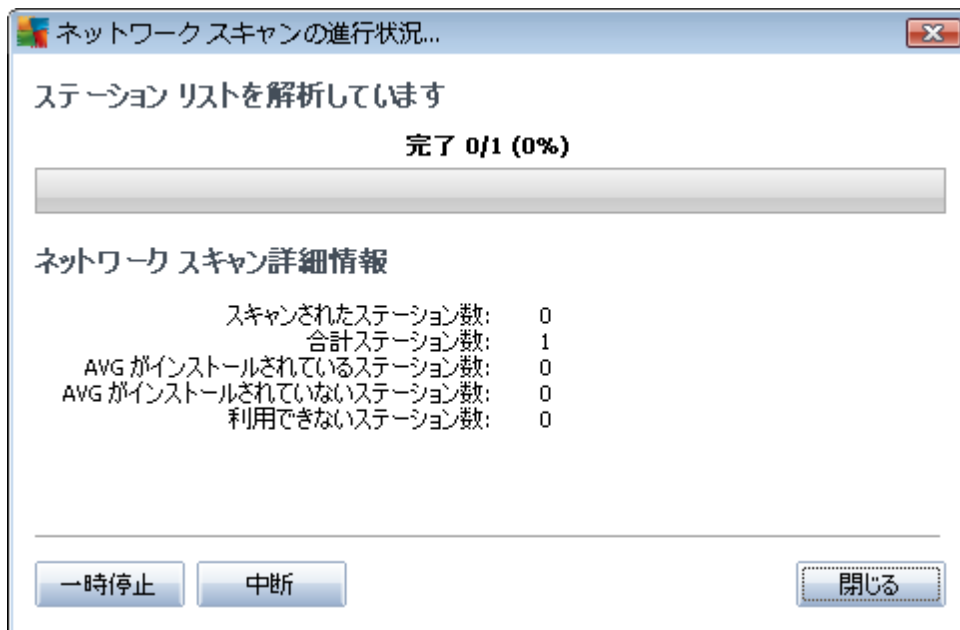 ネットワーク スキャンの進行状況...
ステーション リストを解析しています
完了 0/1 (0%)
ネットワーク スキャン詳細情報
スキャンされたステーション数: 0
合計ステーション数: 1
AVG がインストールされているステーション数: 0
AVG がインストールされていないステーション数: 0
利用できないステーション数: 0
一時停止 中断 閉じる